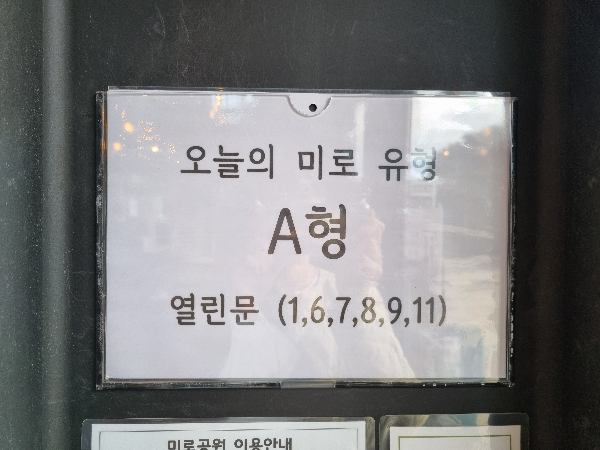 오늘의 미로 유형
A형
열린문 (1,6,7,8,9,11)
미로공원 이용안내